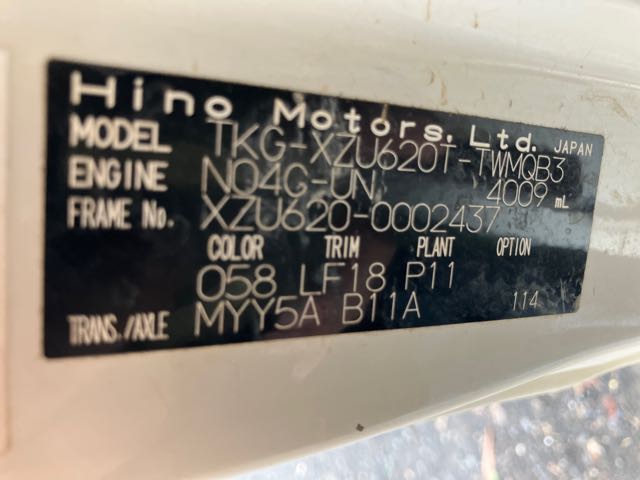 Hino Motors, Ltd. JAPAN
MODEL TKG-XZU620T-TWMQB3
ENGINE N04C-UN 4009 mL
FRAME No. XZU620-0002437
COLOR TRIM PLANT OPTION
058 LF18 P11
TRANS./AXLE MYY5A B11A 114